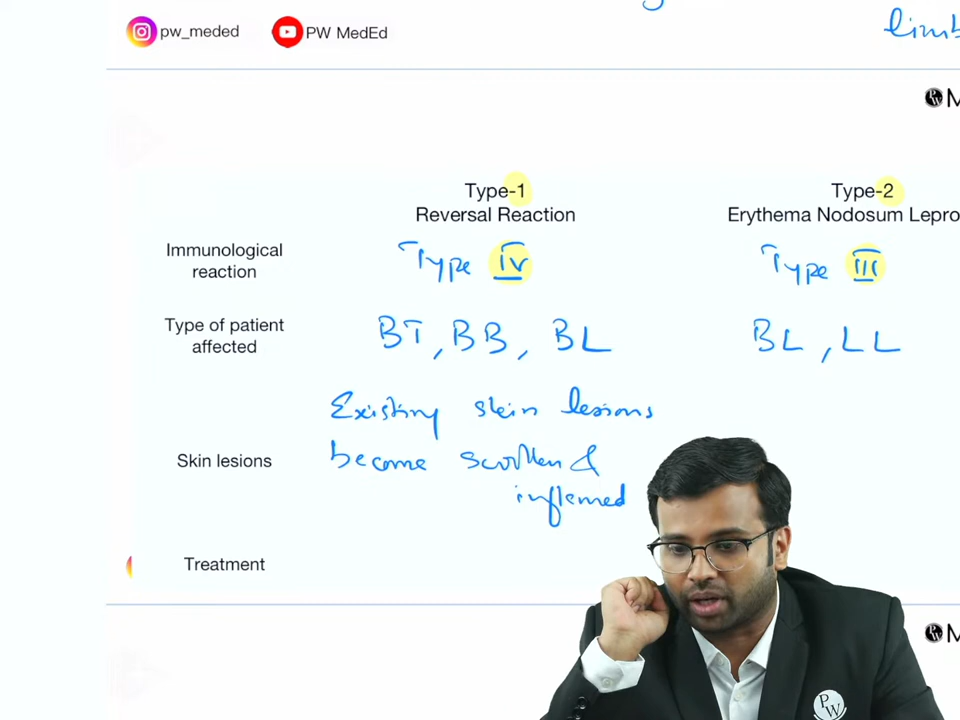 pw_meded PW MedEd
limb
M
Type-1 Type-2
Reversal Reaction Erythema Nodosum Lepro
Immunological
reaction
Type IV Type III
Type of patient
affected
BT, BB, BL BL, LL
Existing skin lesions
Skin lesions
become swollen &
inflamed
Treatment
M
PW